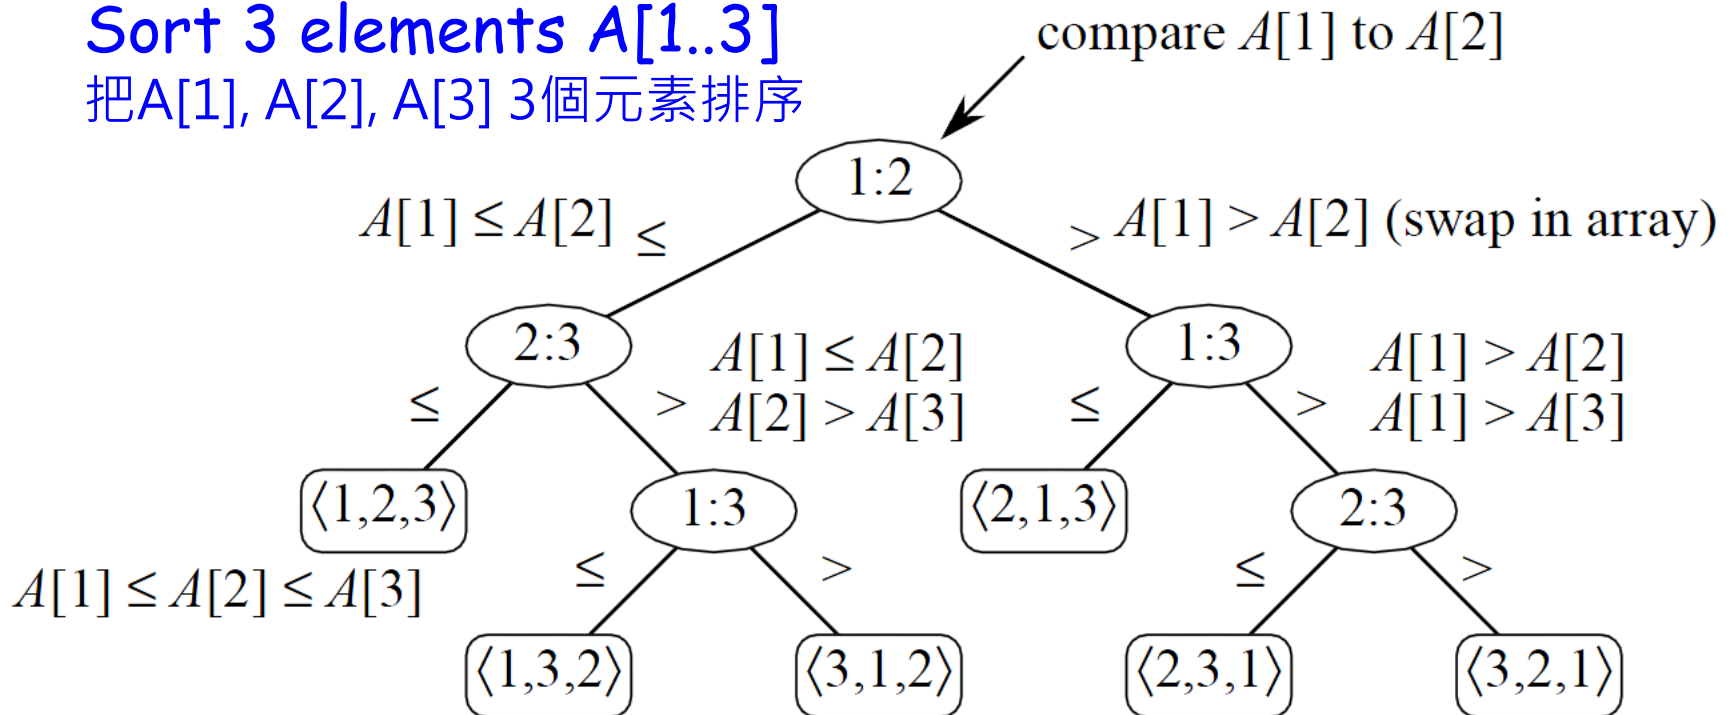 Sort 3 elements A[1..3]
把A[1], A[2], A[3] 3個元素排序
compare A[1] to A[2]
1:2
A[1] ≤ A[2] ≤
> A[1] > A[2] (swap in array)
2:3
A[1] ≤ A[2]
A[2] > A[3]
≤
>
1:3
A[1] > A[2]
A[1] > A[3]
≤
>
⟨1,2,3⟩
1:3
⟨2,1,3⟩
2:3
A[1] ≤ A[2] ≤ A[3]
≤
>
≤
>
⟨1,3,2⟩
⟨3,1,2⟩
⟨2,3,1⟩
⟨3,2,1⟩